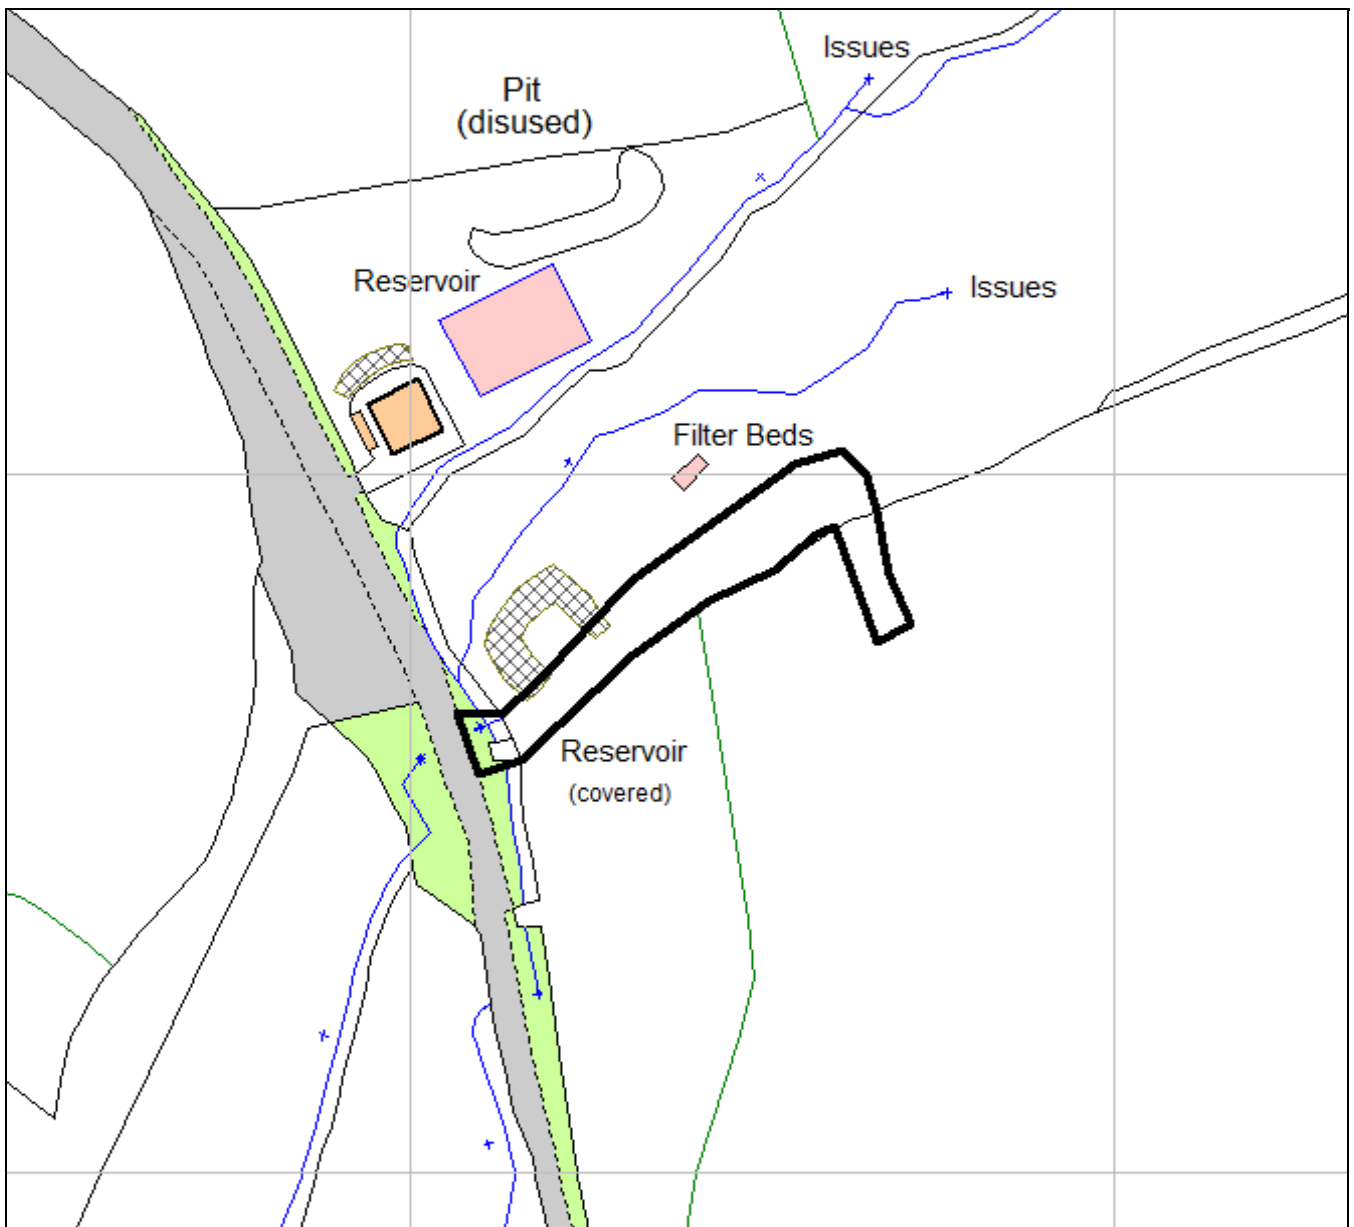 Issues
Pit
(disused)
Reservoir
Issues
Filter Beds
Reservoir
(covered)